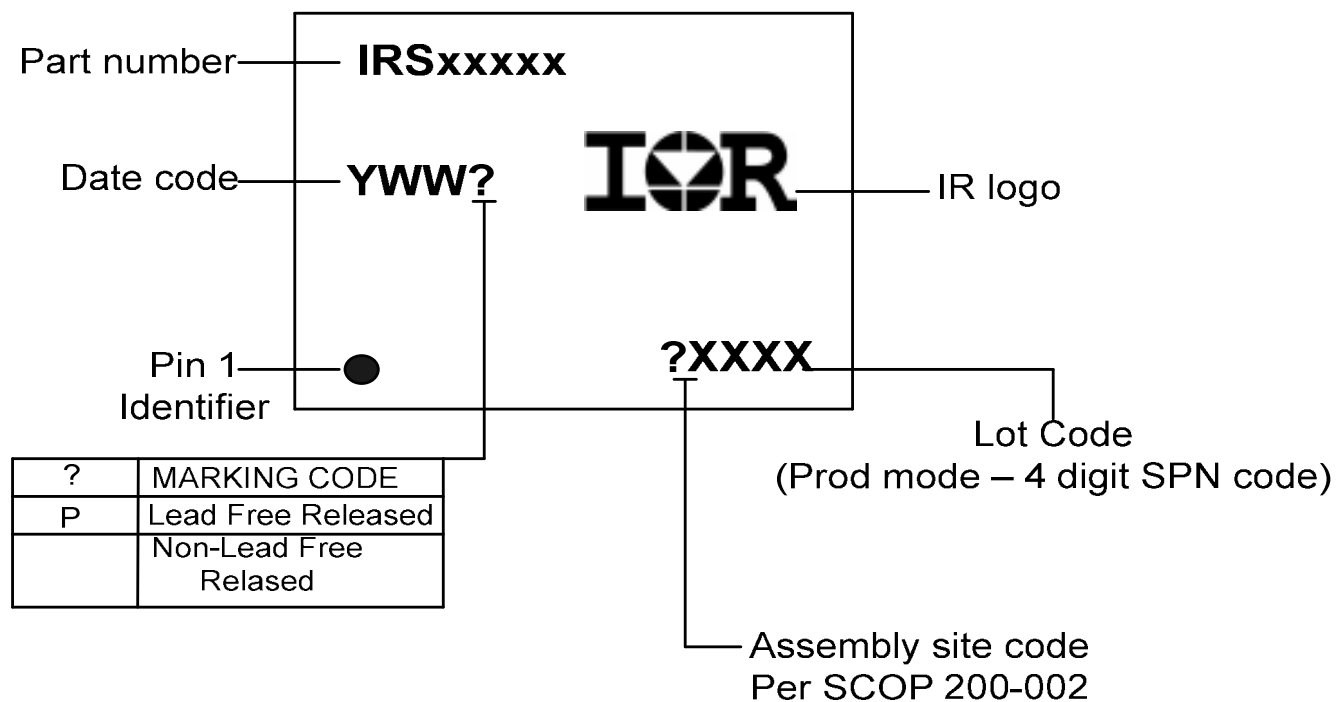 Part number
IRSxxxxx
Date code
YWW?
IOR
IR logo
Pin 1
Identifier
?XXXX
Lot Code
(Prod mode – 4 digit SPN code)
? MARKING CODE
P Lead Free Released
Non-Lead Free
Relased
Assembly site code
Per SCOP 200-002